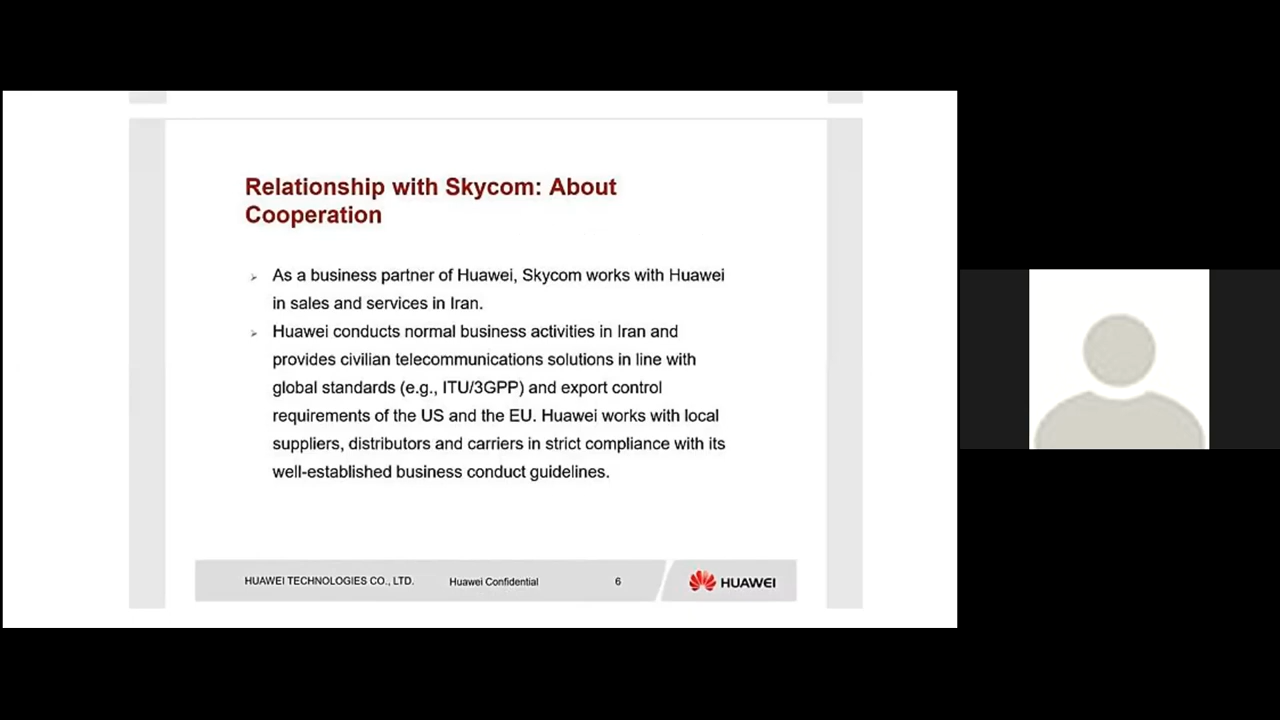 Relationship with Skycom: About
Cooperation
As a business partner of Huawei, Skycom works with Huawei
in sales and services in Iran.
Huawei conducts normal business activities in Iran and
provides civilian telecommunications solutions in line with
global standards (e.g., ITU/3GPP) and export control
requirements of the US and the EU. Huawei works with local
suppliers, distributors and carriers in strict compliance with its
well-established business conduct guidelines.
HUAWEI TECHNOLOGIES CO., LTD. Huawei Confidential 6 HUAWEI